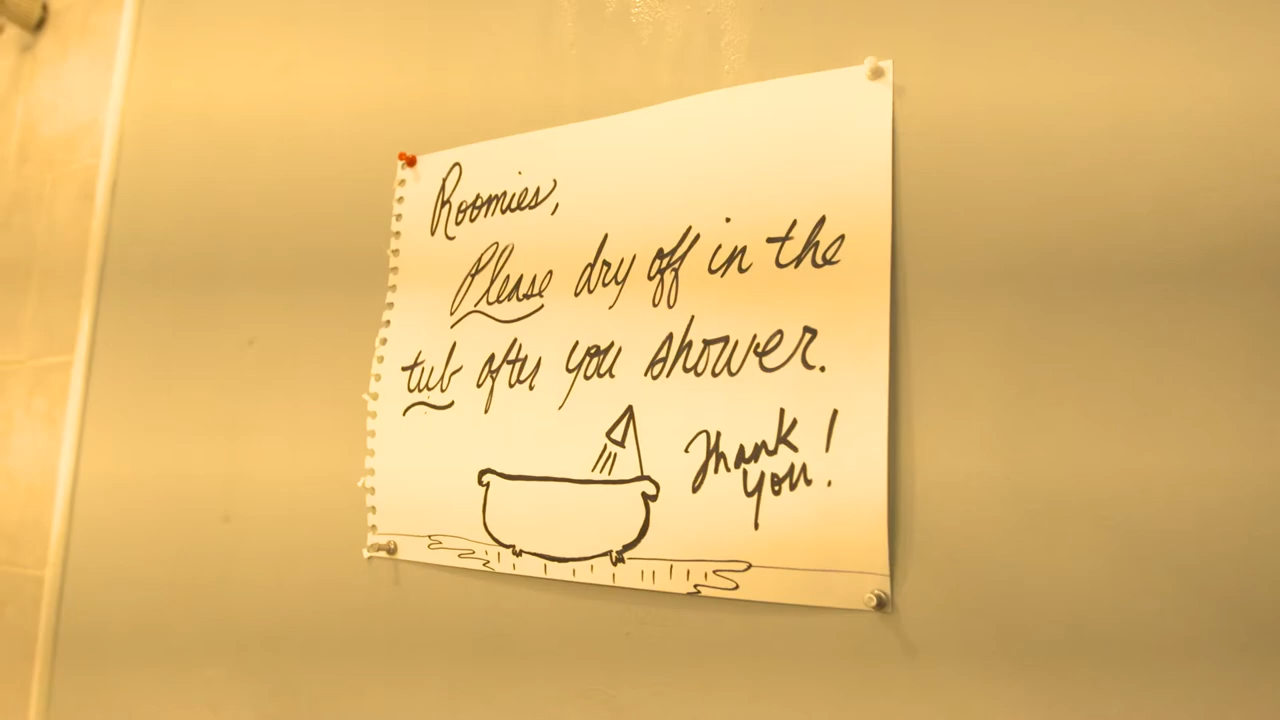 Roomies,
Please dry off in the
tub after you shower.
Thank
you!